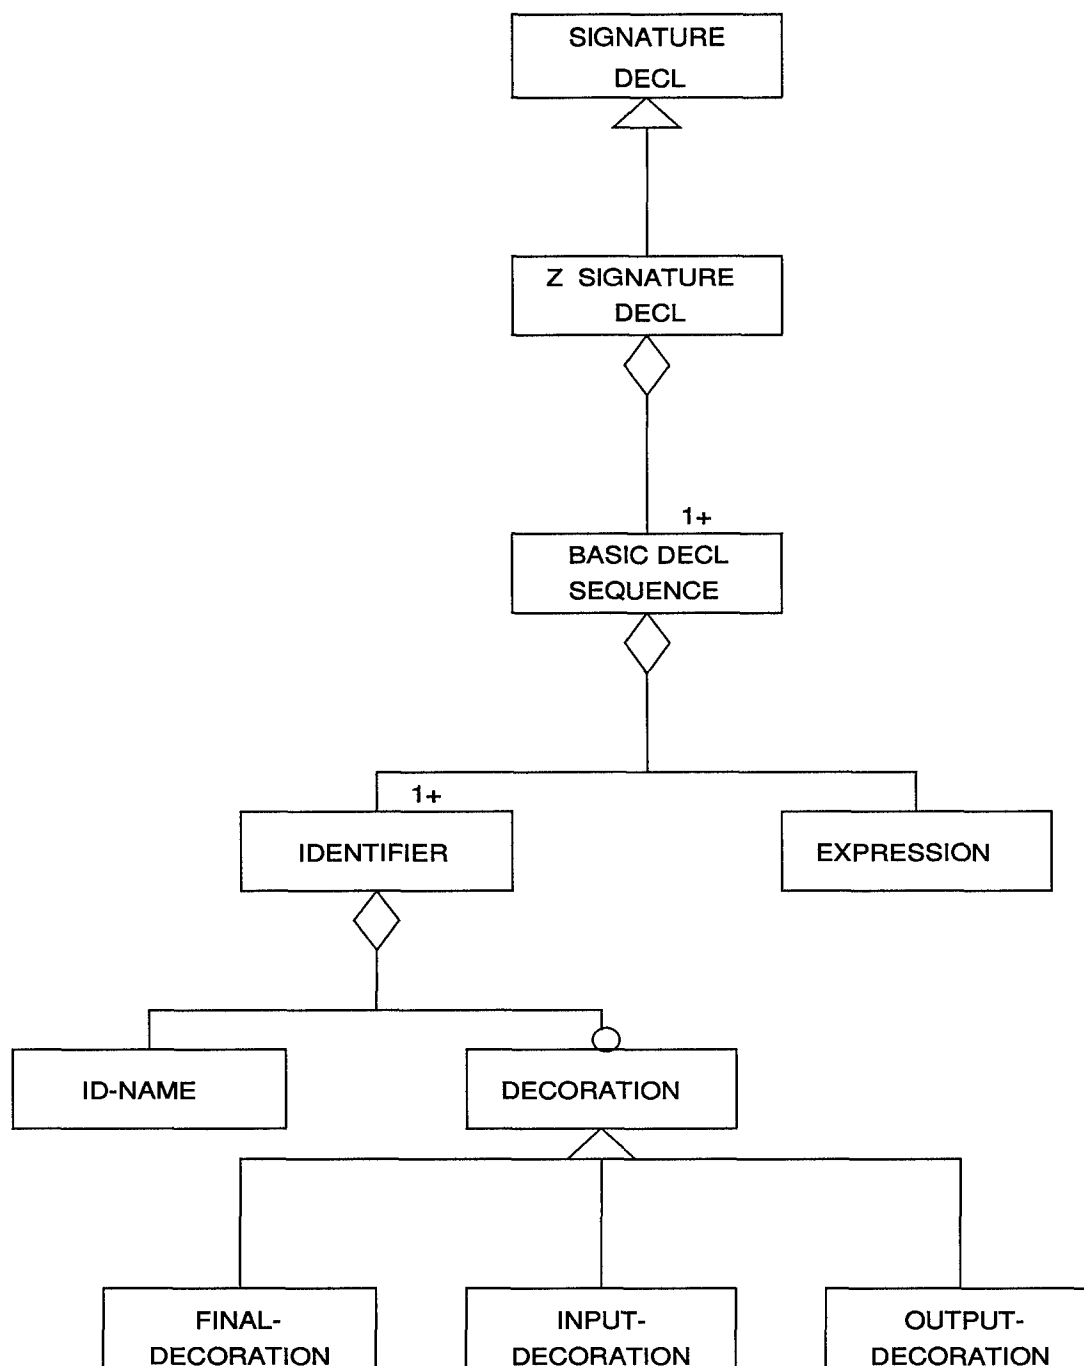 SIGNATURE
DECL
Z SIGNATURE
DECL
1+
BASIC DECL
SEQUENCE
1+
IDENTIFIER
EXPRESSION
ID-NAME
DECORATION
FINAL-
DECORATION
INPUT-
DECORATION
OUTPUT-
DECORATION